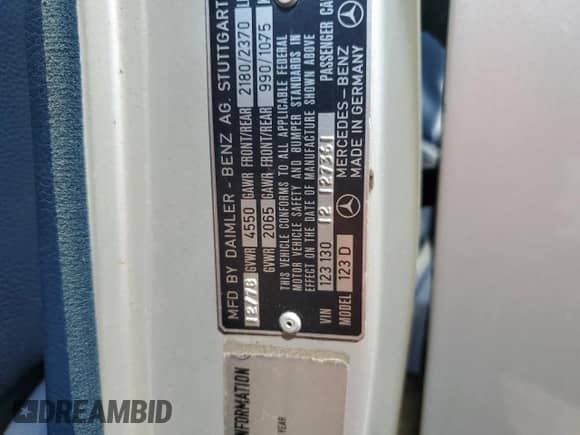 MFD BY DAIMLER - BENZ AG. STUTTGART
12/78 GVWR 4550 GAWR FRONT/REAR 2180/2370
GVWR 2065 GAWR-FRONT/REAR 990/1075
THIS VEHICLE CONFORMS TO ALL APPLICABLE FEDERAL
MOTOR VEHICLE SAFETY AND BUMPER STANDARDS IN
EFFECT ON THE DATE OF MANUFACTURE SHOWN ABOVE
VIN 123 130 12 127361 PASSENGER CAR
MODEL 123 D MERCEDES-BENZ
MADE IN GERMANY
INFORMATION
YEAR
DREAMBID